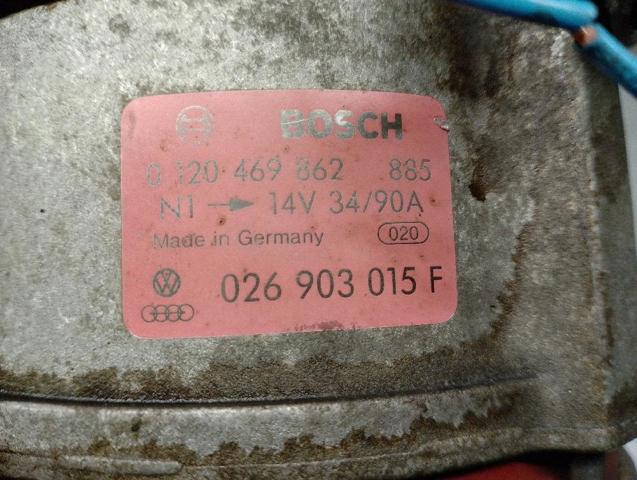 BOSCH
0 120 469 862 885
N1 → 14V 34/90A
Made in Germany 020
026 903 015 F